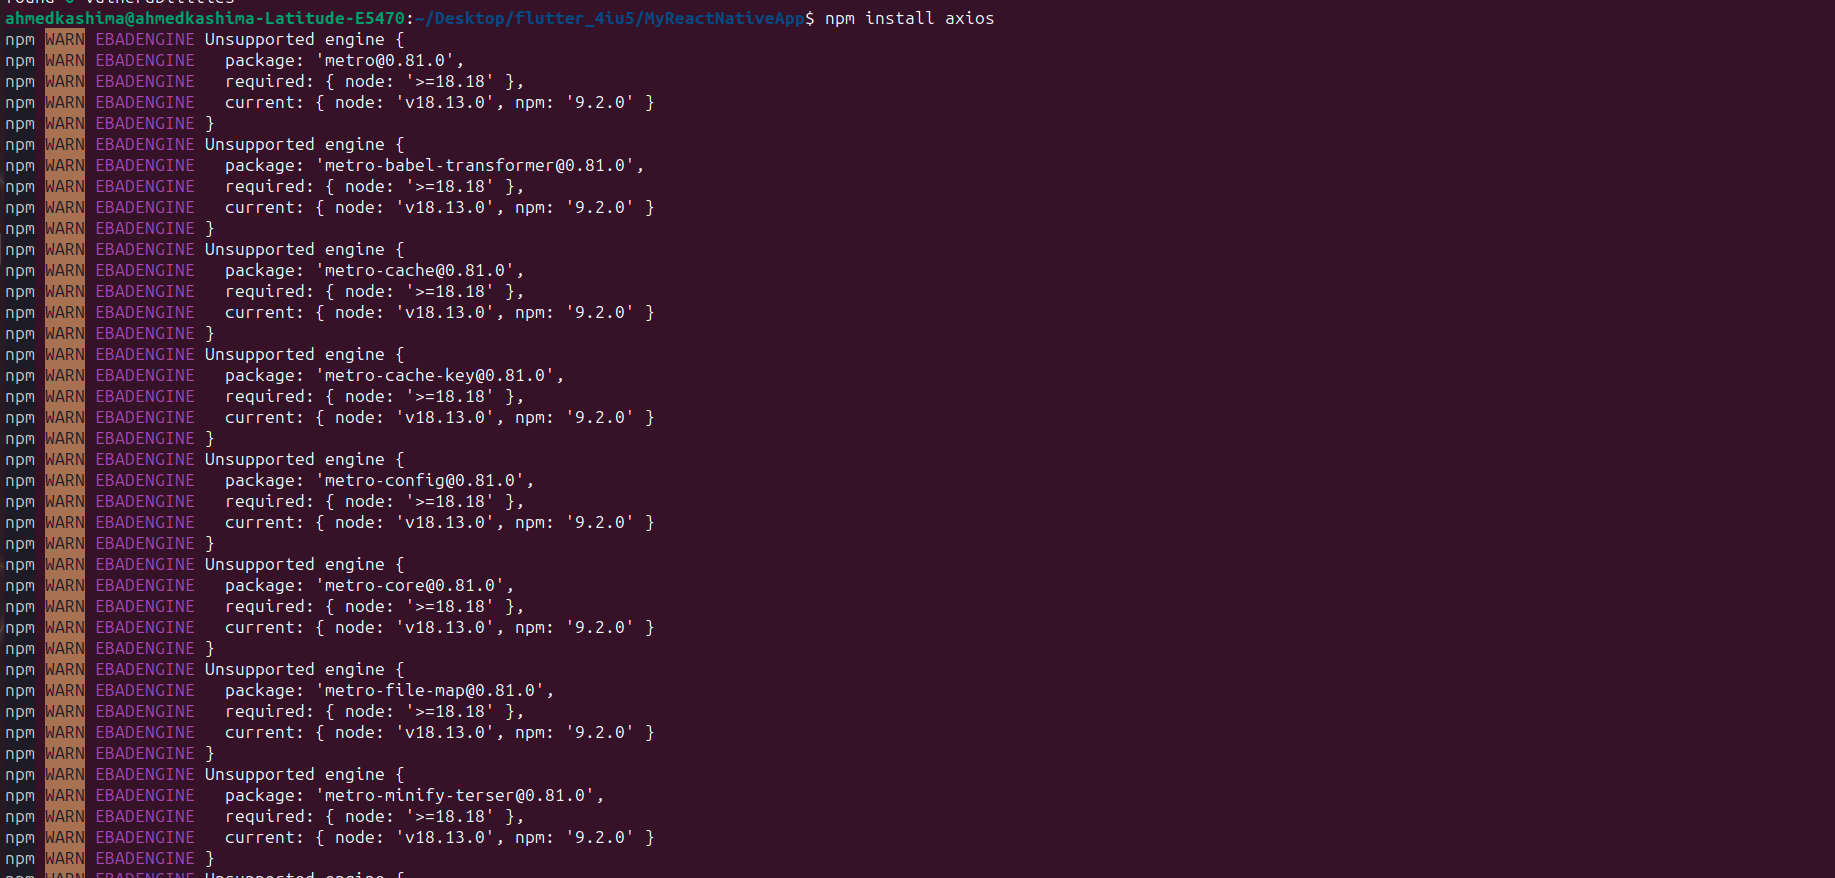 found 0 vulnerabilities
ahmedkashima@ahmedkashima-Latitude-E5470:~/Desktop/flutter_4iu5/MyReactNativeApp$ npm install axios
npm WARN EBADENGINE Unsupported engine {
npm WARN EBADENGINE   package: 'metro@0.81.0',
npm WARN EBADENGINE   required: { node: '>=18.18' },
npm WARN EBADENGINE   current: { node: 'v18.13.0', npm: '9.2.0' }
npm WARN EBADENGINE }
npm WARN EBADENGINE Unsupported engine {
npm WARN EBADENGINE   package: 'metro-babel-transformer@0.81.0',
npm WARN EBADENGINE   required: { node: '>=18.18' },
npm WARN EBADENGINE   current: { node: 'v18.13.0', npm: '9.2.0' }
npm WARN EBADENGINE }
npm WARN EBADENGINE Unsupported engine {
npm WARN EBADENGINE   package: 'metro-cache@0.81.0',
npm WARN EBADENGINE   required: { node: '>=18.18' },
npm WARN EBADENGINE   current: { node: 'v18.13.0', npm: '9.2.0' }
npm WARN EBADENGINE }
npm WARN EBADENGINE Unsupported engine {
npm WARN EBADENGINE   package: 'metro-cache-key@0.81.0',
npm WARN EBADENGINE   required: { node: '>=18.18' },
npm WARN EBADENGINE   current: { node: 'v18.13.0', npm: '9.2.0' }
npm WARN EBADENGINE }
npm WARN EBADENGINE Unsupported engine {
npm WARN EBADENGINE   package: 'metro-config@0.81.0',
npm WARN EBADENGINE   required: { node: '>=18.18' },
npm WARN EBADENGINE   current: { node: 'v18.13.0', npm: '9.2.0' }
npm WARN EBADENGINE }
npm WARN EBADENGINE Unsupported engine {
npm WARN EBADENGINE   package: 'metro-core@0.81.0',
npm WARN EBADENGINE   required: { node: '>=18.18' },
npm WARN EBADENGINE   current: { node: 'v18.13.0', npm: '9.2.0' }
npm WARN EBADENGINE }
npm WARN EBADENGINE Unsupported engine {
npm WARN EBADENGINE   package: 'metro-file-map@0.81.0',
npm WARN EBADENGINE   required: { node: '>=18.18' },
npm WARN EBADENGINE   current: { node: 'v18.13.0', npm: '9.2.0' }
npm WARN EBADENGINE }
npm WARN EBADENGINE Unsupported engine {
npm WARN EBADENGINE   package: 'metro-minify-terser@0.81.0',
npm WARN EBADENGINE   required: { node: '>=18.18' },
npm WARN EBADENGINE   current: { node: 'v18.13.0', npm: '9.2.0' }
npm WARN EBADENGINE }
npm WARN EBADENGINE Unsupported engine {